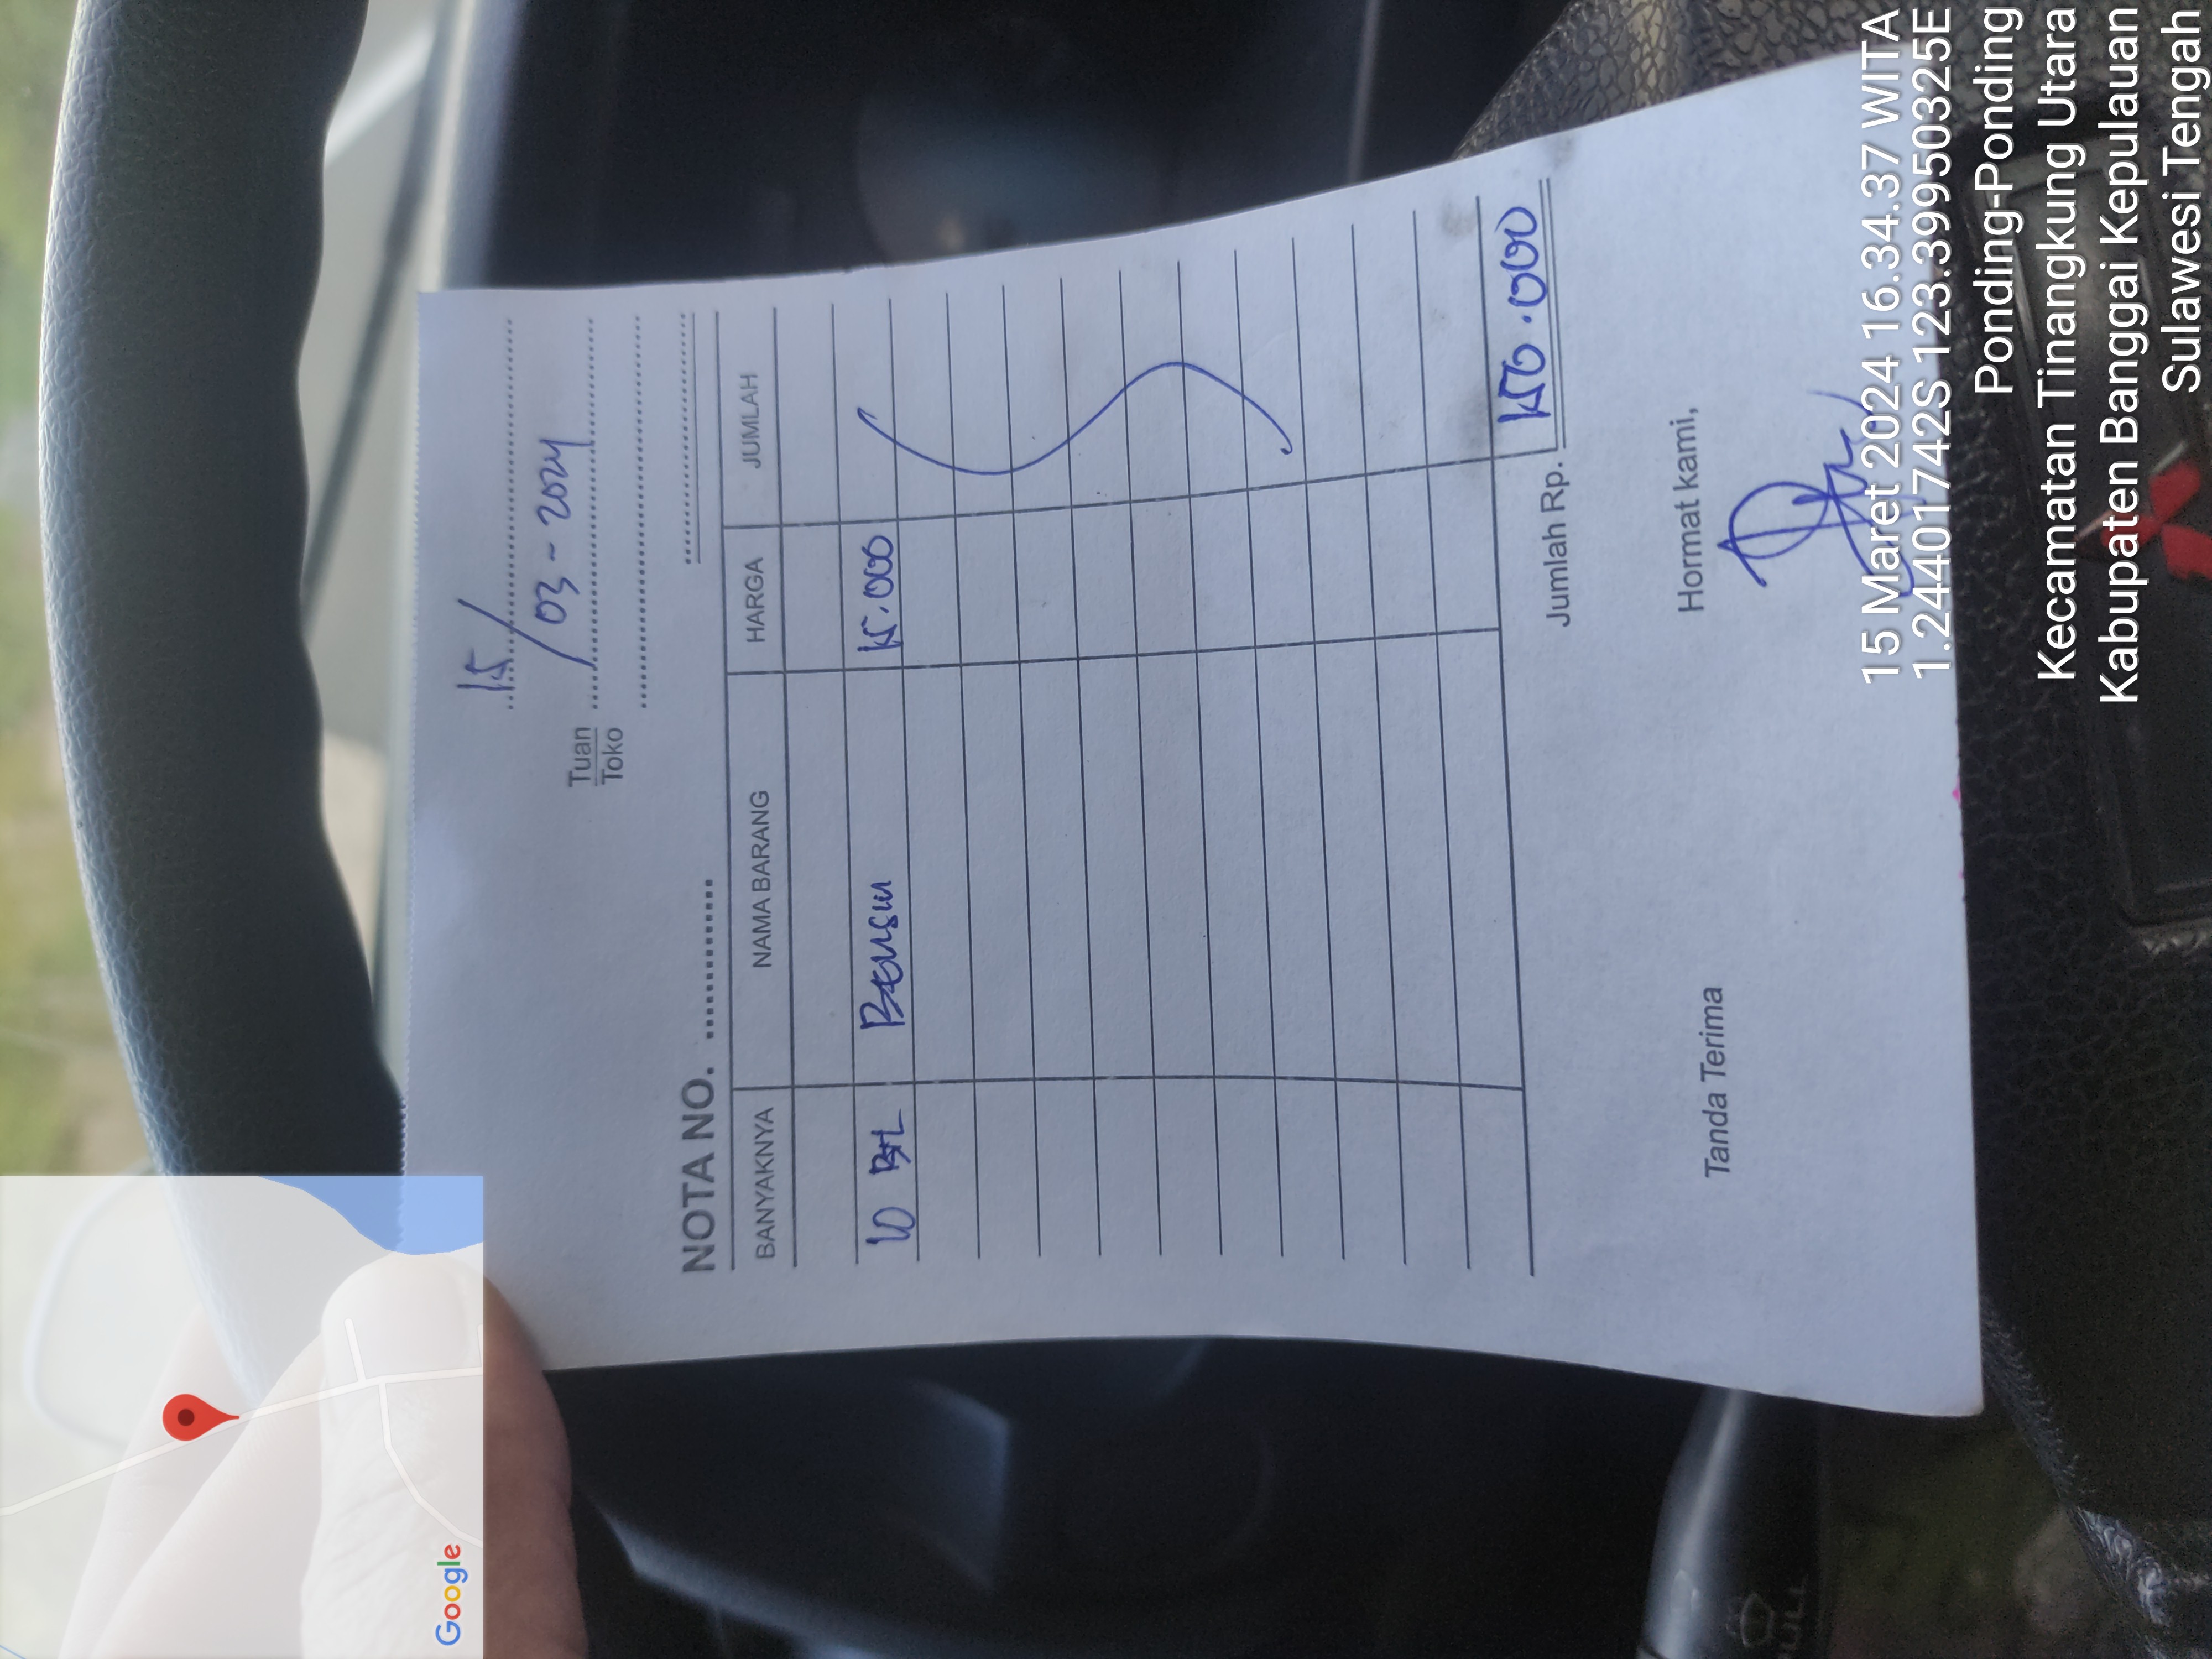 15/
03 - 2024
Tuan
Toko
NOTA NO. ............
BANYAKNYA NAMA BARANG HARGA JUMLAH
10 Btl Bensin 15.000
Jumlah Rp. 150.000
Tanda Terima Hormat kami,
15 Maret 2024 16.34.37 WITA
1.24401742S 123.39950325E
Ponding-Ponding
Kecamatan Tinangkung Utara
Kabupaten Banggai Kepulauan
Sulawesi Tengah
Google
PULL